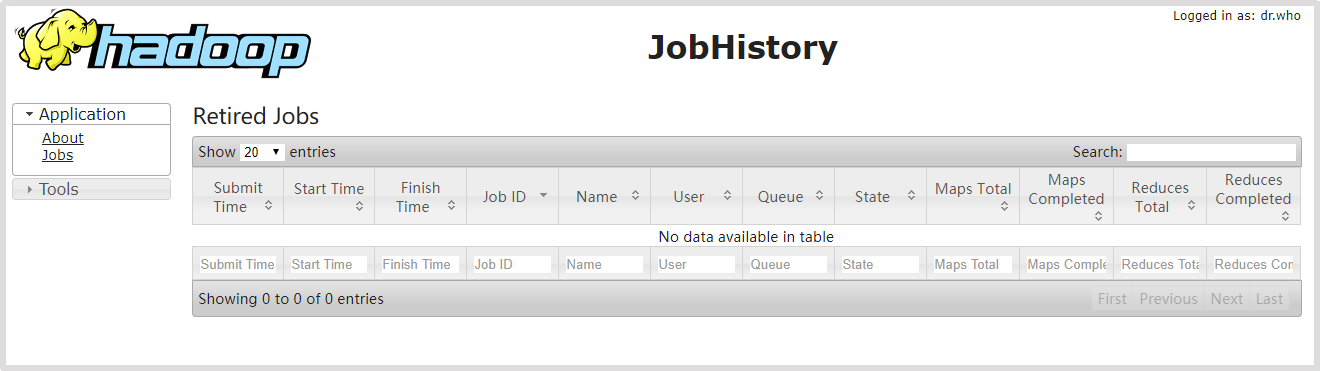 Logged in as: dr.who
hadoop
JobHistory
Application
About
Jobs
Tools
Retired Jobs
Show 20 entries
Search:
Submit Time
Start Time
Finish Time
Job ID
Name
User
Queue
State
Maps Total
Maps Completed
Reduces Total
Reduces Completed
No data available in table
Submit Time
Start Time
Finish Time
Job ID
Name
User
Queue
State
Maps Total
Maps Comple
Reduces Tota
Reduces Con
Showing 0 to 0 of 0 entries
First Previous Next Last